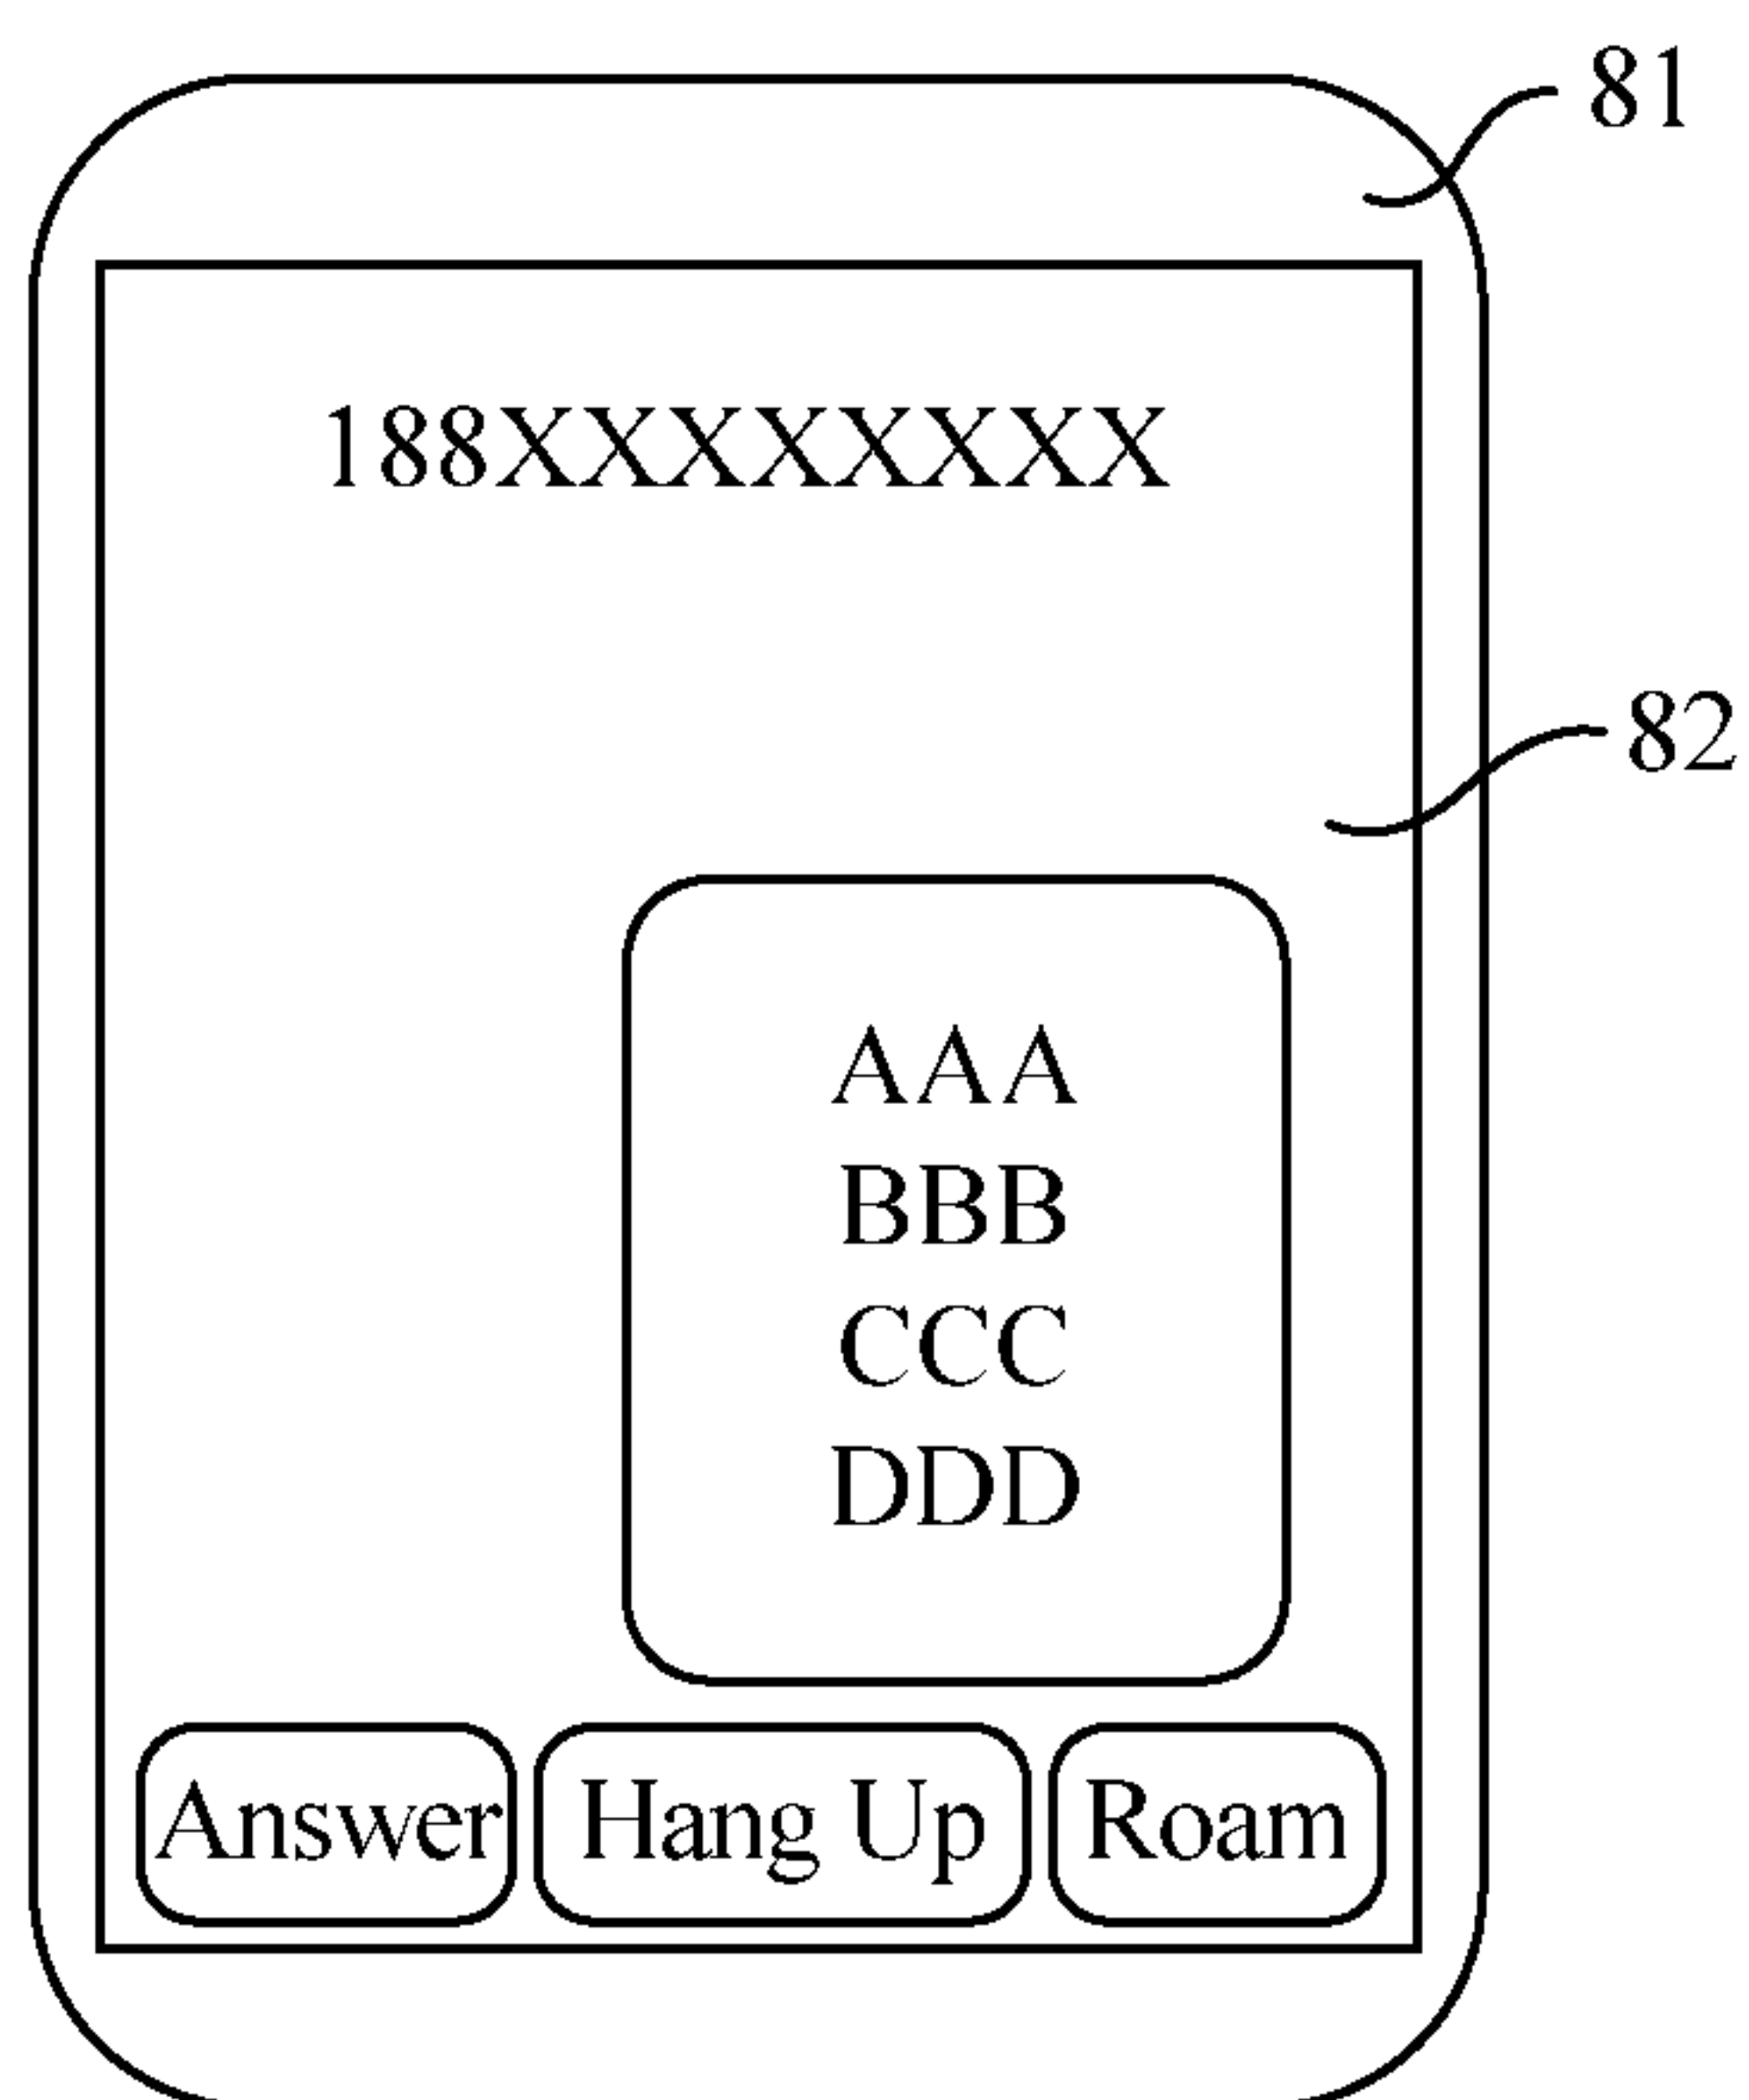 81
188XXXXXXXX
82
AAA
BBB
CCC
DDD
Answer
Hang Up
Roam